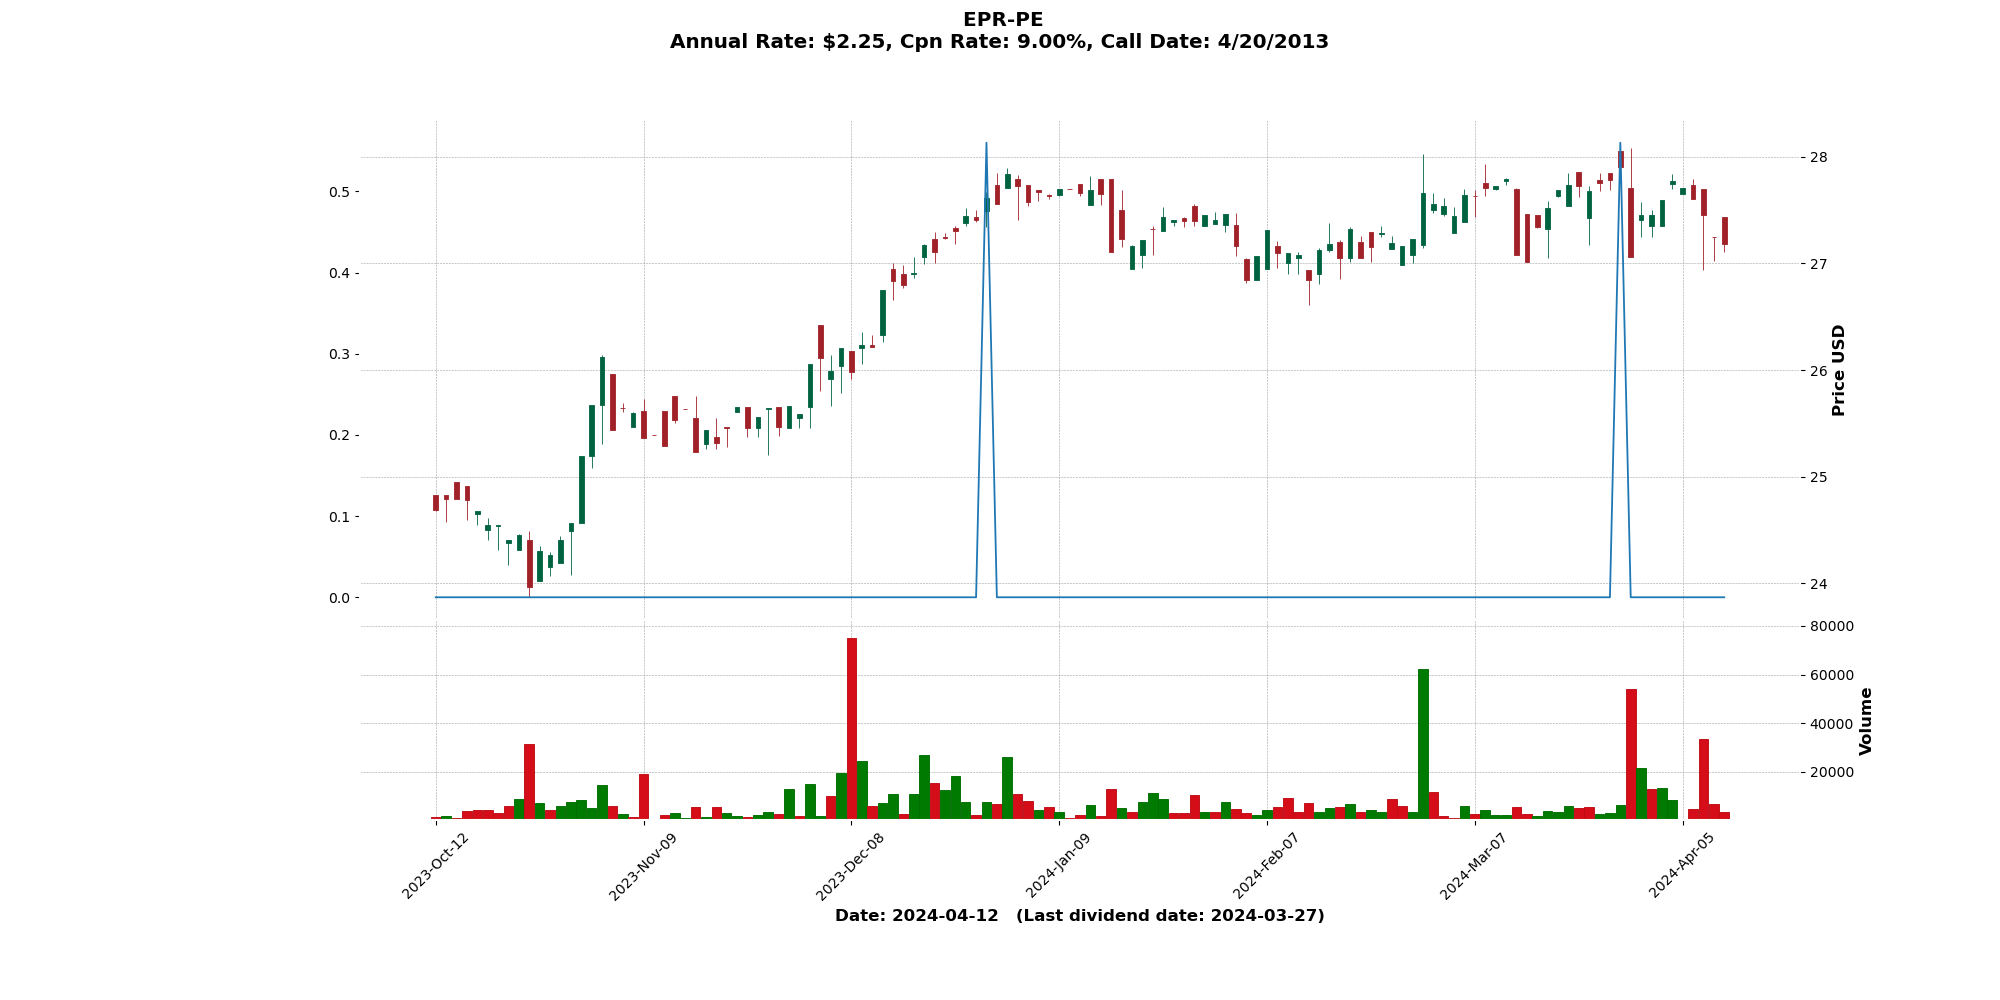 EPR-PE
Annual Rate: $2.25, Cpn Rate: 9.00%, Call Date: 4/20/2013
0.5
0.4
0.3
0.2
0.1
0.0
28
27
26
25
24
Price USD
80000
60000
40000
20000
Volume
2023-Oct-12
2023-Nov-09
2023-Dec-08
2024-Jan-09
2024-Feb-07
2024-Mar-07
2024-Apr-05
Date: 2024-04-12 (Last dividend date: 2024-03-27)